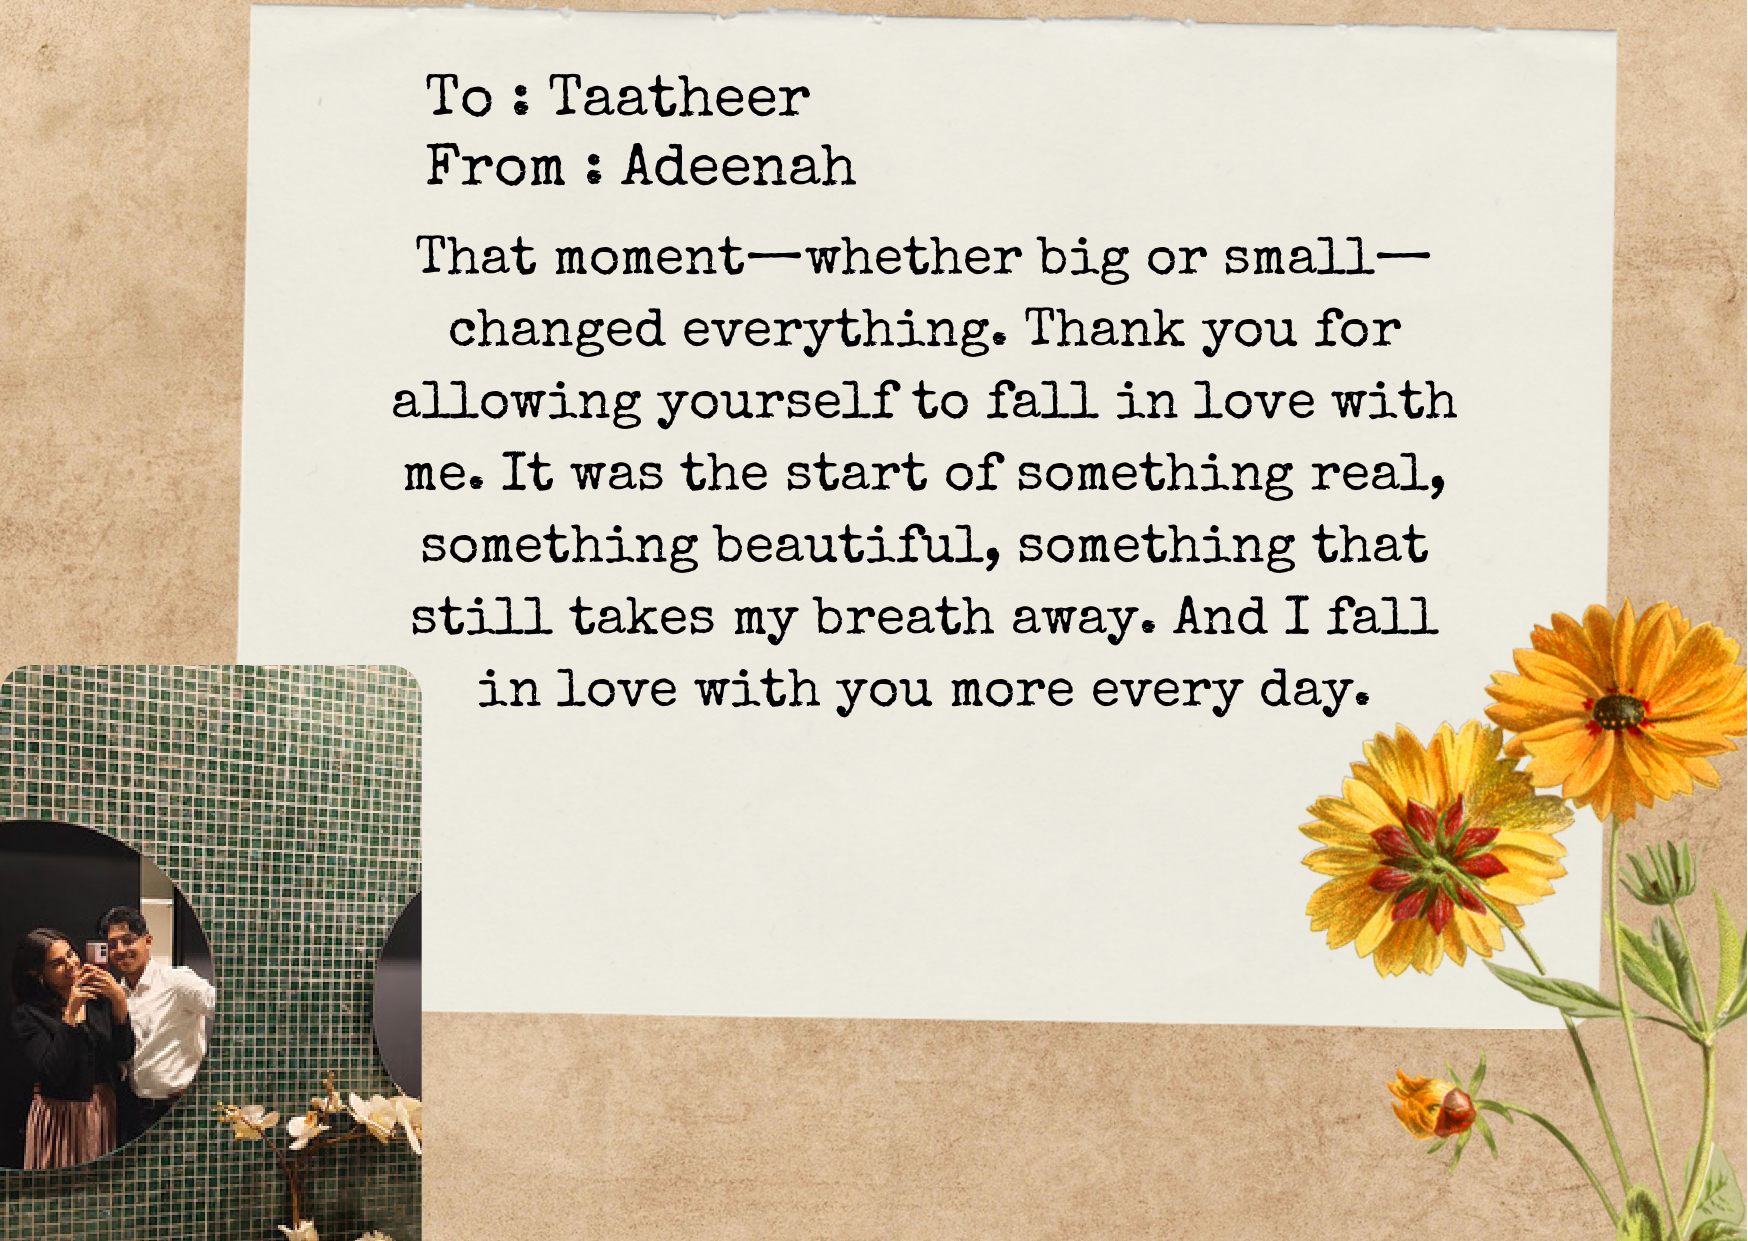 To : Taatheer
From : Adeenah
That moment—whether big or small—
changed everything. Thank you for
allowing yourself to fall in love with
me. It was the start of something real,
something beautiful, something that
still takes my breath away. And I fall
in love with you more every day.